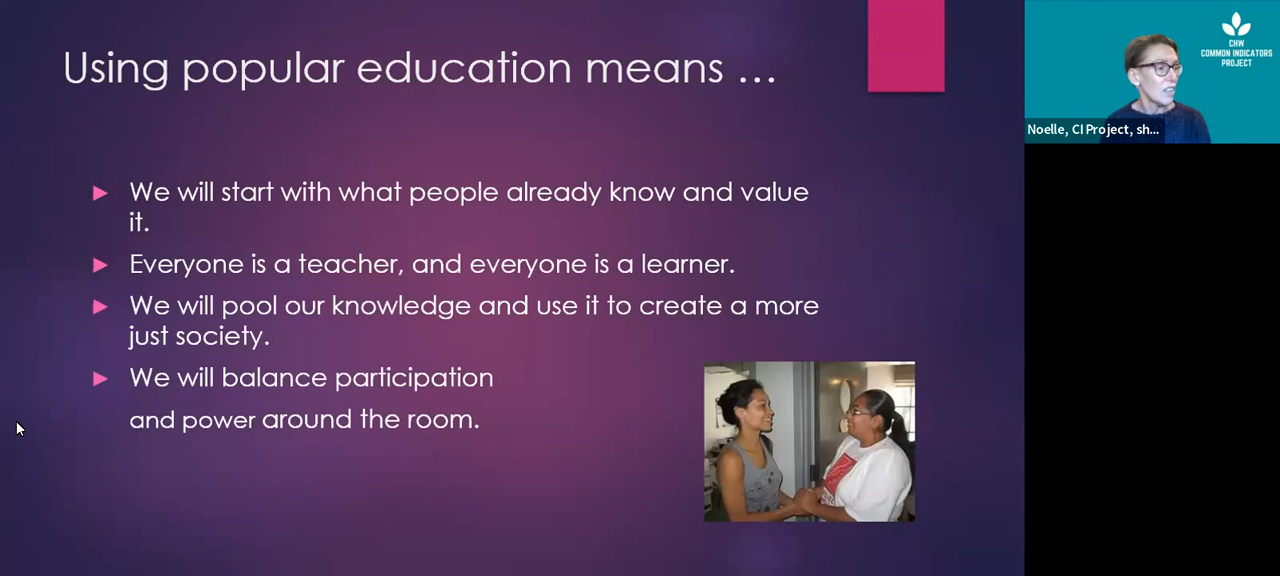 Using popular education means ...
We will start with what people already know and value
it.
Everyone is a teacher, and everyone is a learner.
We will pool our knowledge and use it to create a more
just society.
We will balance participation
and power around the room.
CHW
COMMON INDICATORS
PROJECT
Noelle, CI Project, sh...